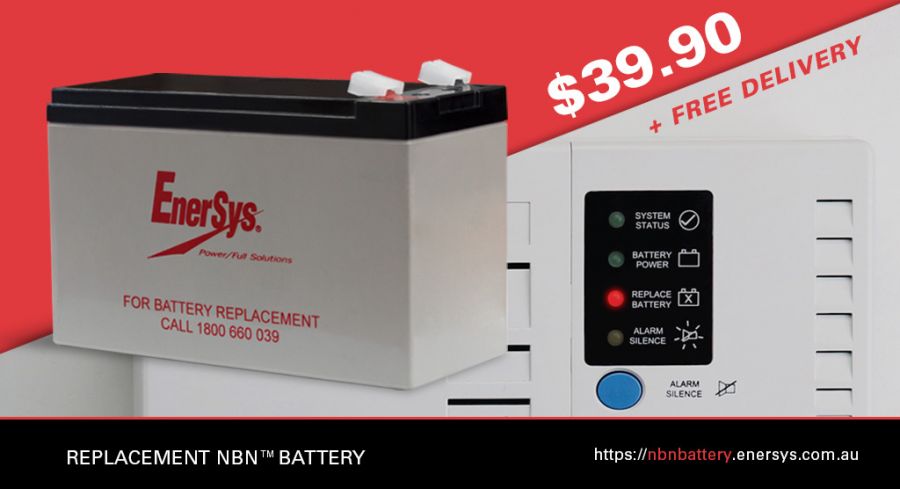 $39.90
+ FREE DELIVERY
EnerSys®
Power/Full Solutions
FOR BATTERY REPLACEMENT
CALL 1800 660 039
SYSTEM
STATUS
BATTERY
POWER
REPLACE
BATTERY
X
ALARM
SILENCE
ALARM
SILENCE
REPLACEMENT NBN™ BATTERY
https://nbnbattery.enersys.com.au